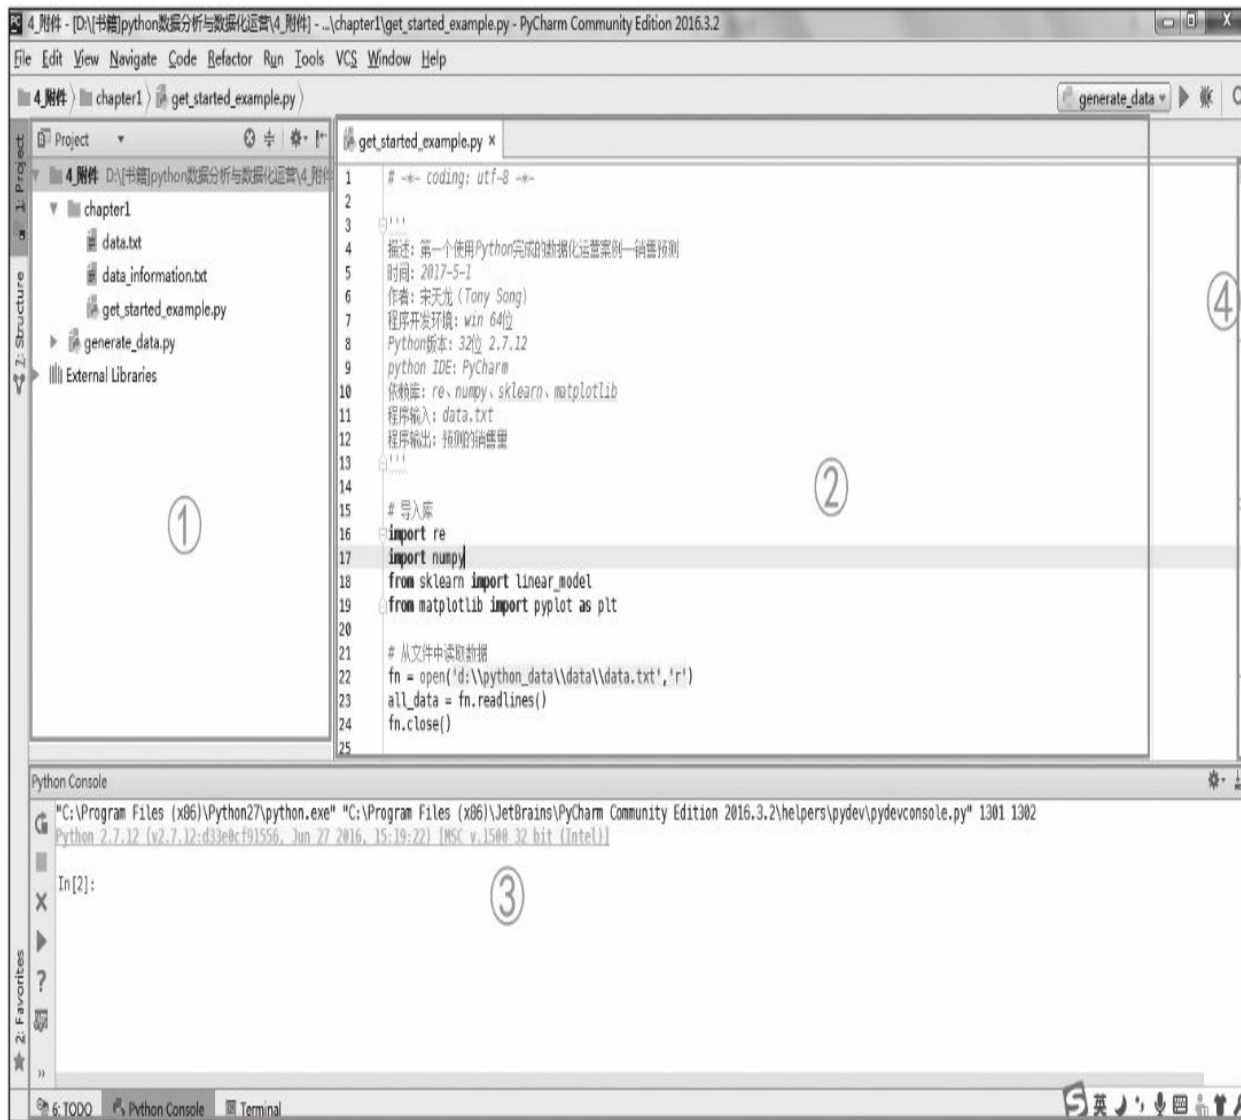 4_附件 - [D:\[书籍]python数据分析与数据化运营\4_附件] - ...\chapter1\get_started_example.py - PyCharm Community Edition 2016.3.2
File Edit View Navigate Code Refactor Run Tools VCS Window Help
4_附件 chapter1 get_started_example.py
generate_data
1: Project
Project
4_附件 D:\[书籍]python数据分析与数据化运营\4_附件
chapter1
data.txt
data_information.txt
get_started_example.py
generate_data.py
External Libraries
7: Structure
①
get_started_example.py ×
1 # -*- coding: utf-8 -*-
2
3 '''
4 描述：第一个使用Python完成的数据化运营案例—销售预测
5 时间：2017-5-1
6 作者：宋天龙（Tony Song）
7 程序开发环境：win 64位
8 Python版本：32位 2.7.12
9 python IDE：PyCharm
10 依赖库：re、numpy、sklearn、matplotlib
11 程序输入：data.txt
12 程序输出：预测的销售量
13 '''
14
15 # 导入库
16 import re
17 import numpy
18 from sklearn import linear_model
19 from matplotlib import pyplot as plt
20
21 # 从文件中读取数据
22 fn = open('d:\\python_data\\data\\data.txt','r')
23 all_data = fn.readlines()
24 fn.close()
25
②
④
Python Console
"C:\Program Files (x86)\Python27\python.exe" "C:\Program Files (x86)\JetBrains\PyCharm Community Edition 2016.3.2\helpers\pydev\pydevconsole.py" 1301 1302
Python 2.7.12 (v2.7.12:d33e0cf91556, Jun 27 2016, 15:19:22) [MSC v.1500 32 bit (Intel)]
In[2]:
③
2: Favorites
6: TODO Python Console Terminal
英